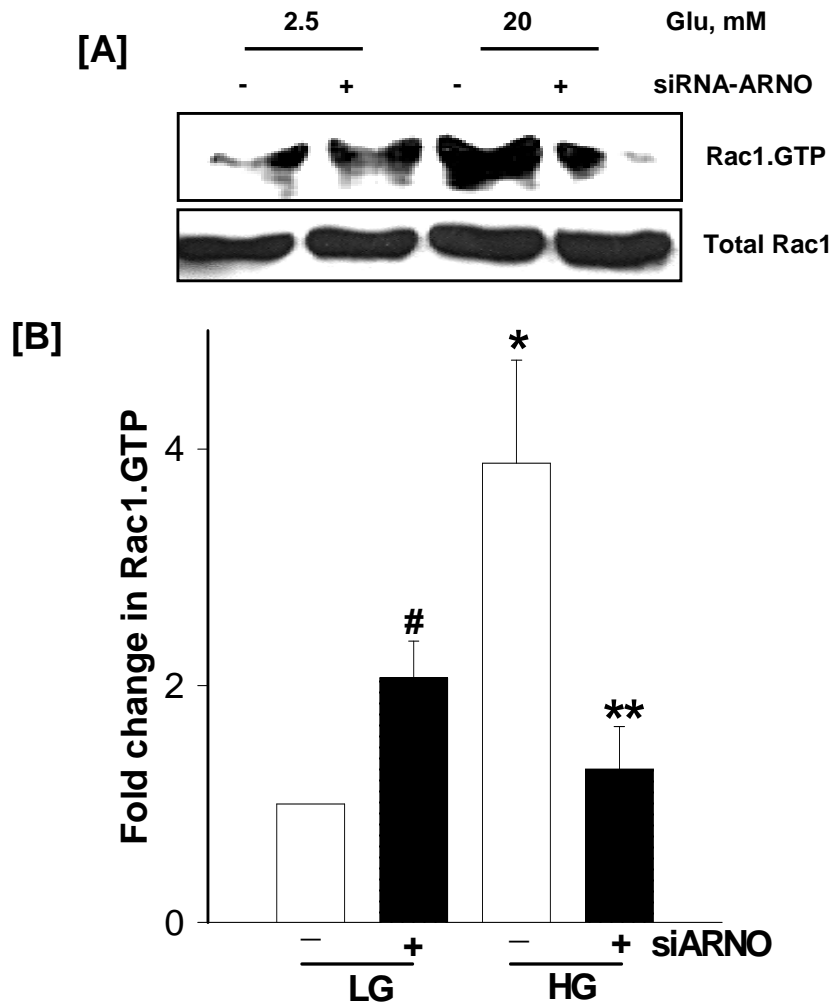 2.5 20 Glu, mM
[A]
- + - + siRNA-ARNO
Rac1.GTP
Total Rac1
[B]
Fold change in Rac1.GTP
*
4
#
2
**
0
– + – + siARNO
LG HG